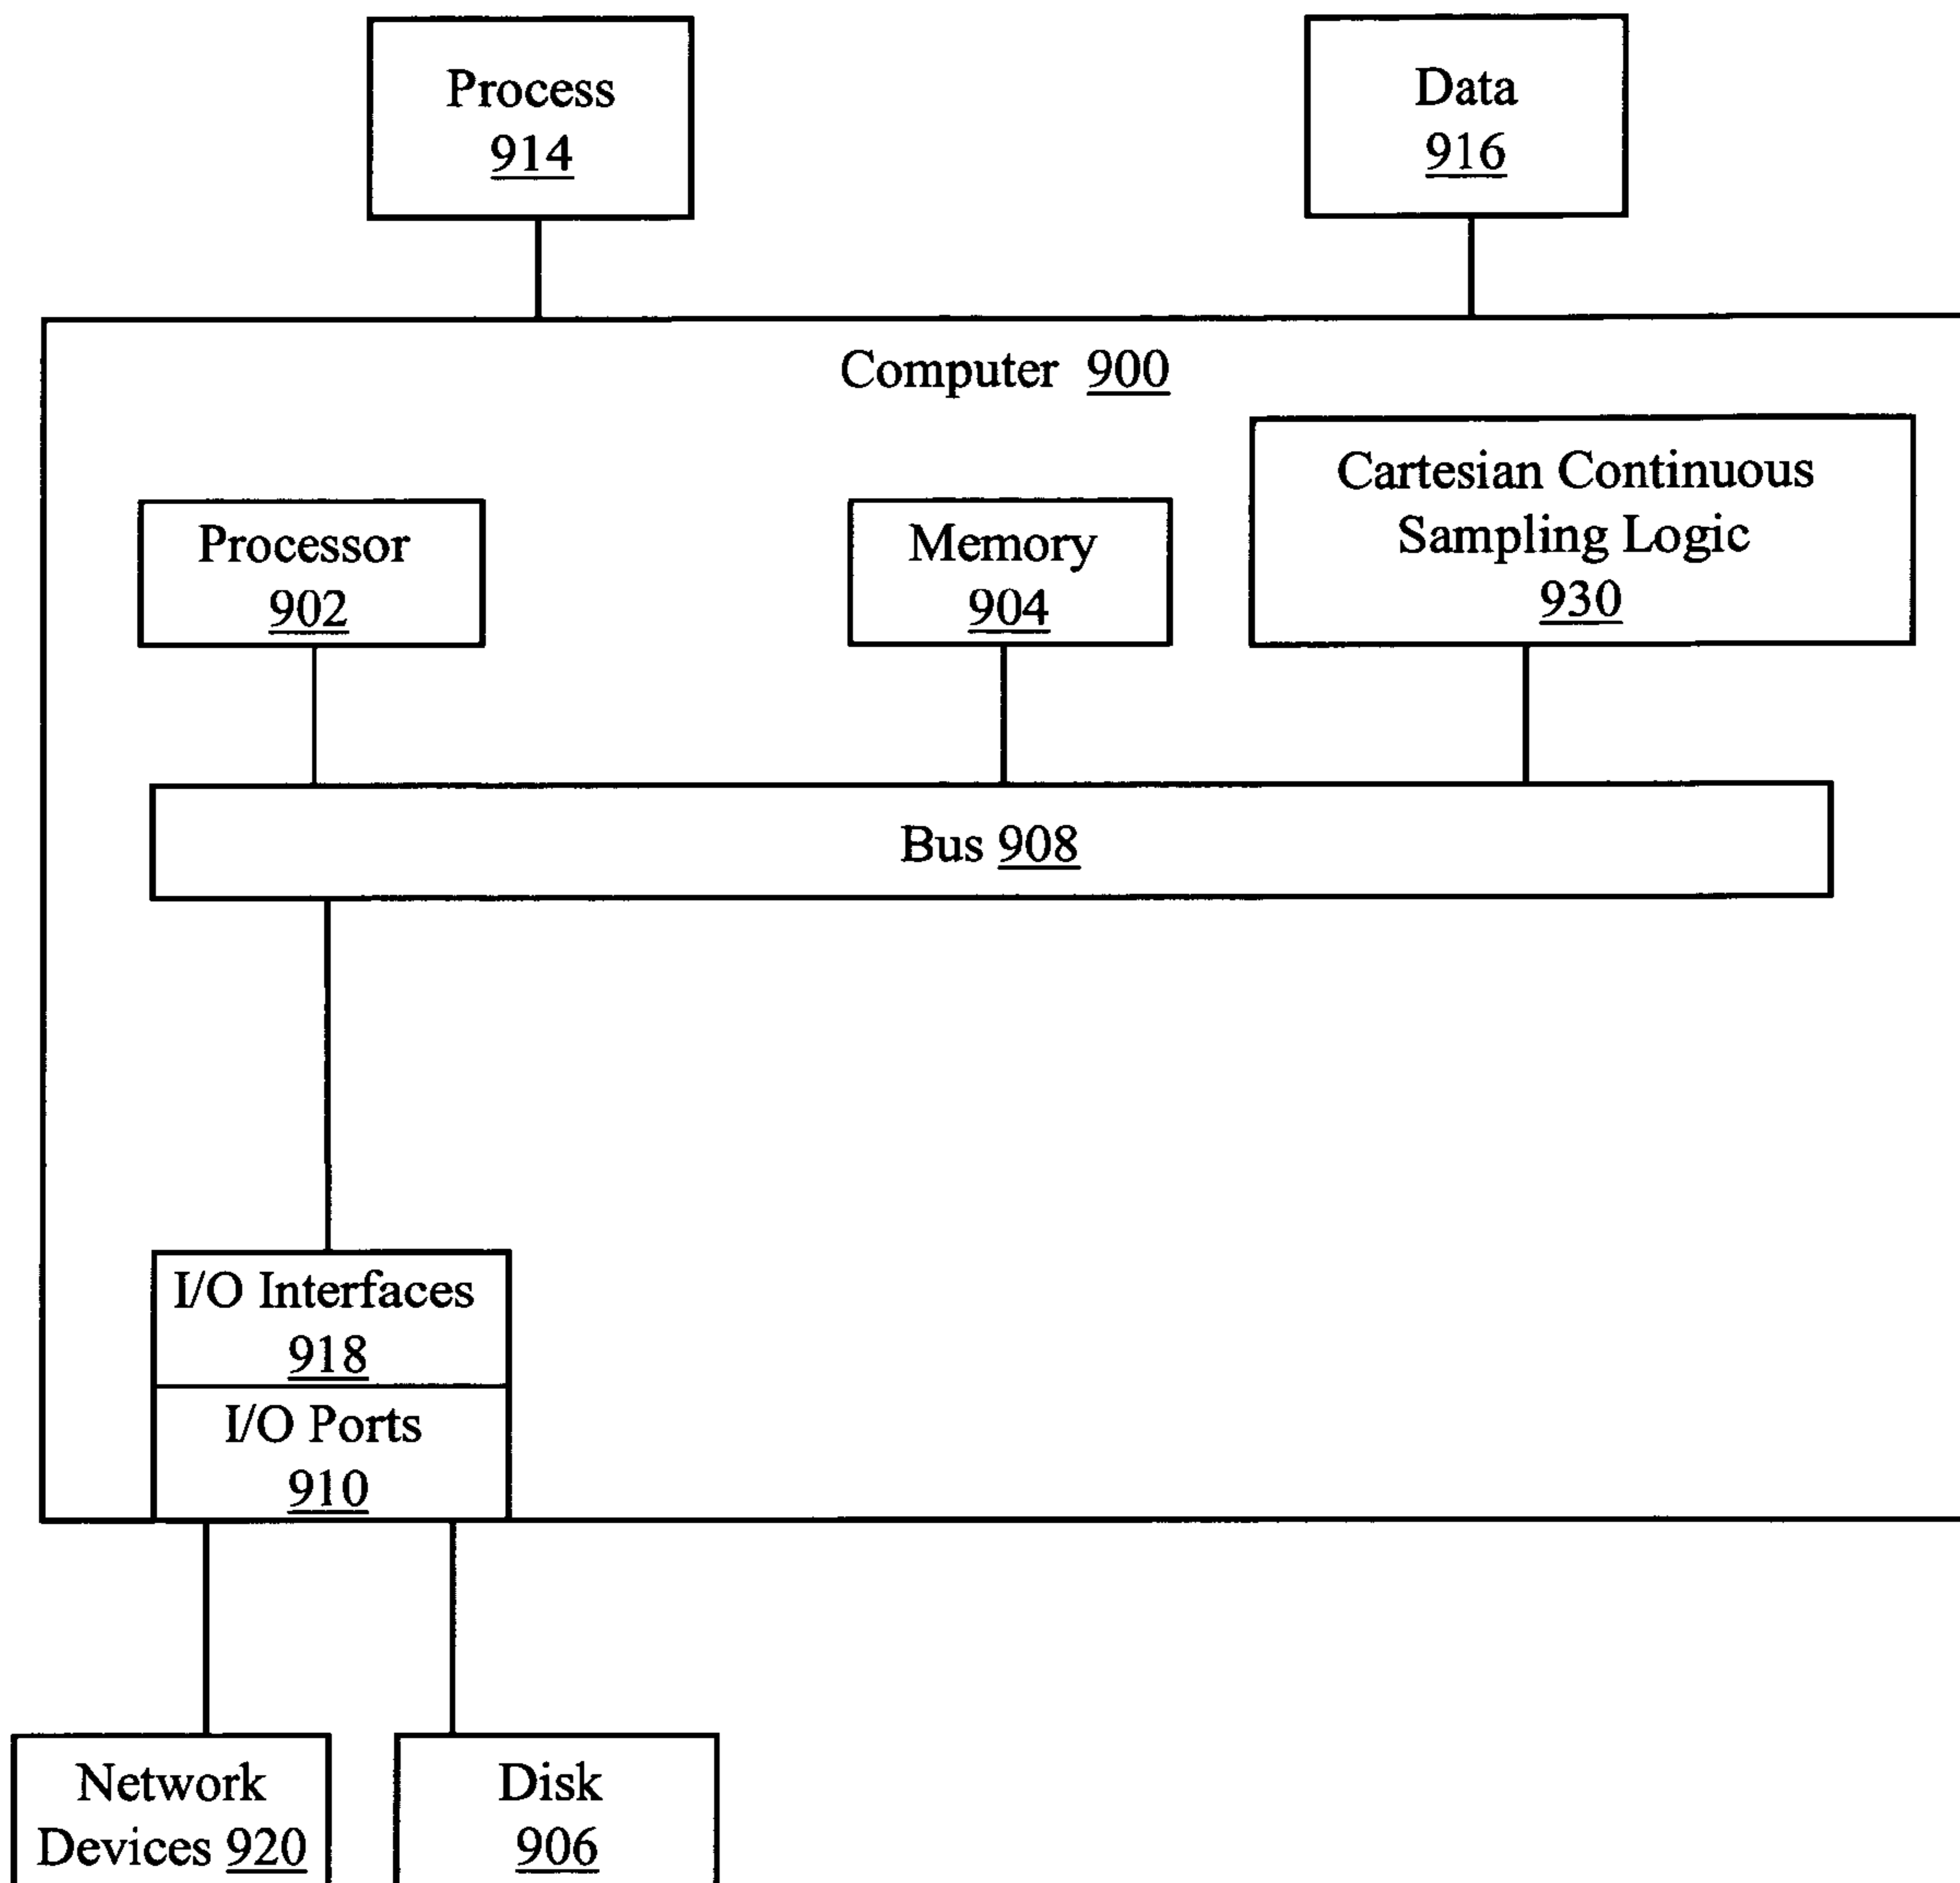 Process
914
Data
916
Computer 900
Processor
902
Memory
904
Cartesian Continuous
Sampling Logic
930
Bus 908
I/O Interfaces
918
I/O Ports
910
Network
Devices 920
Disk
906